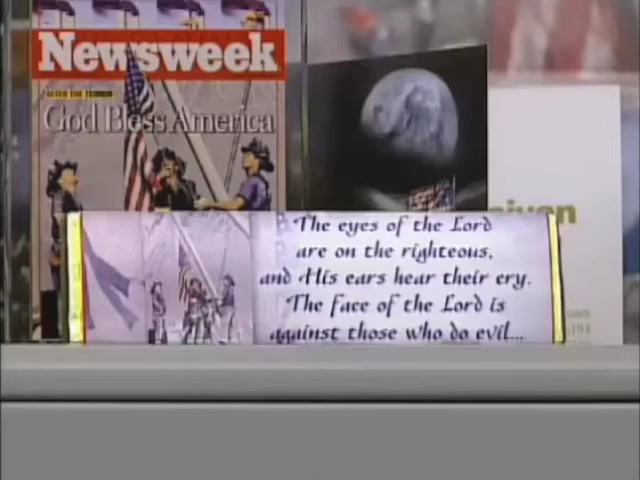 Newsweek
AFTER THE TERROR
God Bless America
The eyes of the Lord
are on the righteous,
and His ears hear their cry.
The face of the Lord is
against those who do evil...